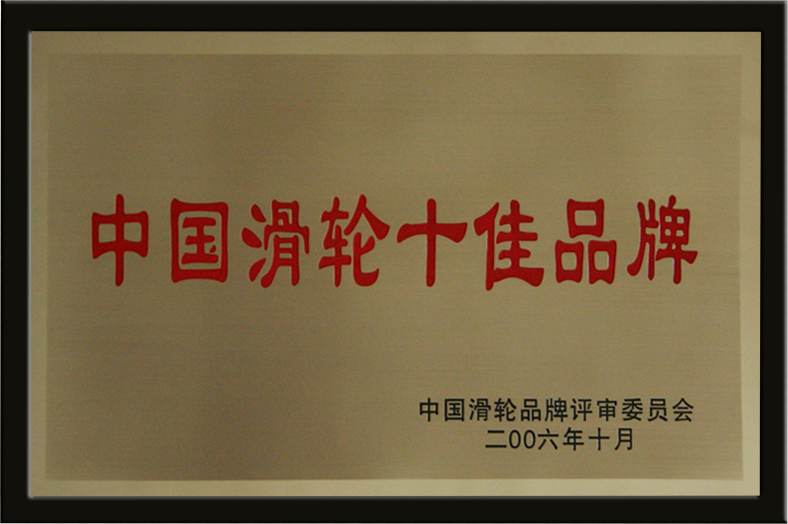 中国滑轮十佳品牌
中国滑轮品牌评审委员会
二00六年十月